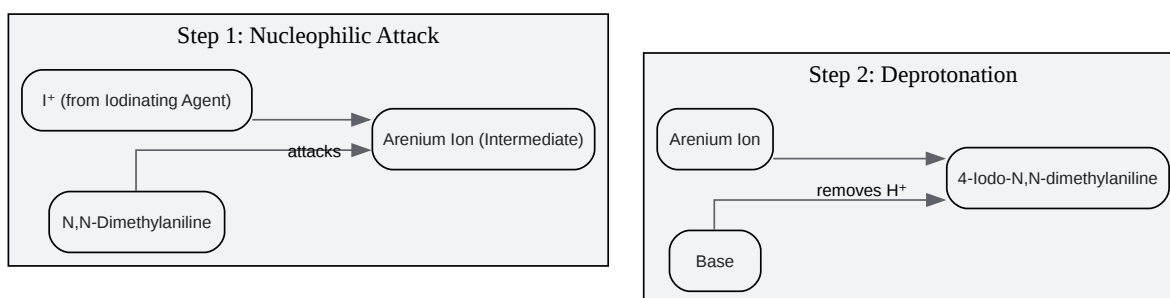 Step 1: Nucleophilic Attack
I⁺ (from Iodinating Agent)
Arenium Ion (Intermediate)
attacks
N,N-Dimethylaniline
Step 2: Deprotonation
Arenium Ion
4-Iodo-N,N-dimethylaniline
removes H⁺
Base